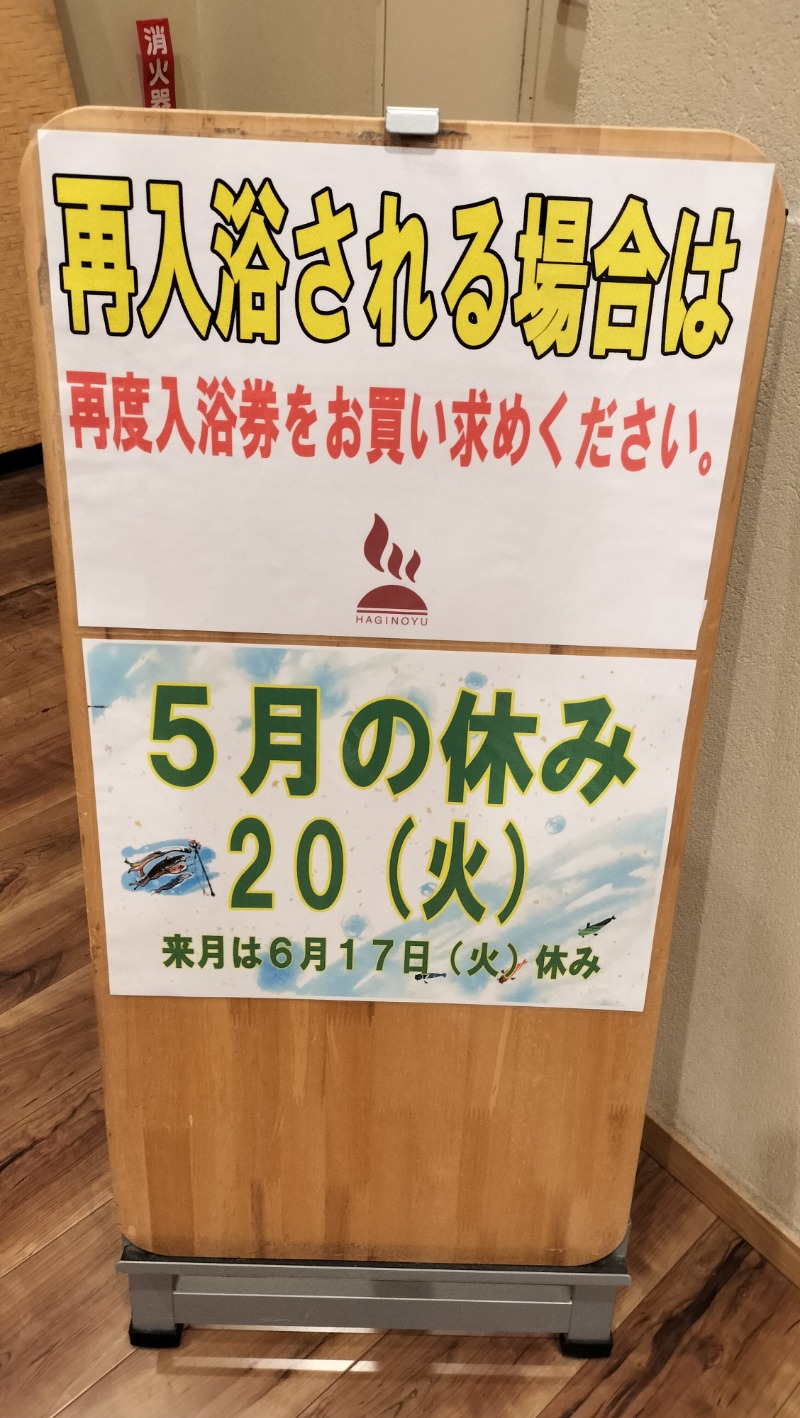 消火器
再入浴される場合は
再度入浴券をお買い求めください。
HAGINOYU
５月の休み
20（火）
来月は６月１７日（火）休み